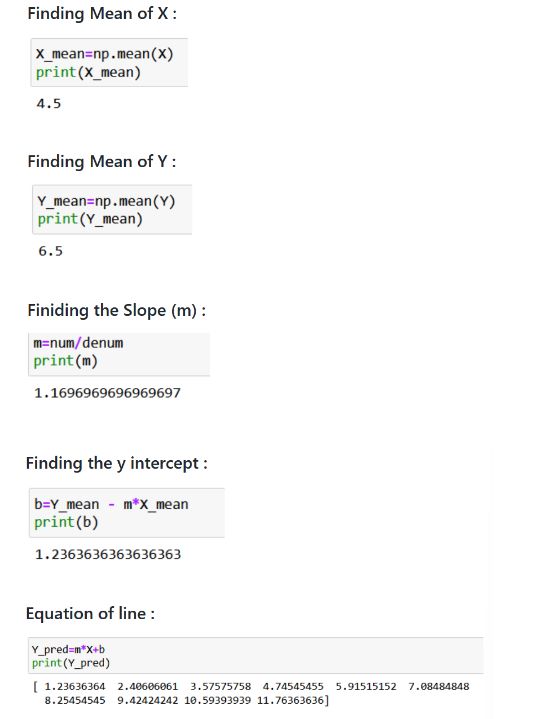 Finding Mean of X :
X_mean=np.mean(X)
print(X_mean)
4.5
Finding Mean of Y :
Y_mean=np.mean(Y)
print(Y_mean)
6.5
Finiding the Slope (m) :
m=num/denum
print(m)
1.1696969696969697
Finding the y intercept :
b=Y_mean - m*X_mean
print(b)
1.2363636363636363
Equation of line :
Y_pred=m*X+b
print(Y_pred)
[ 1.23636364 2.40606061 3.57575758 4.74545455 5.91515152 7.08484848
8.25454545 9.42424242 10.59393939 11.76363636]